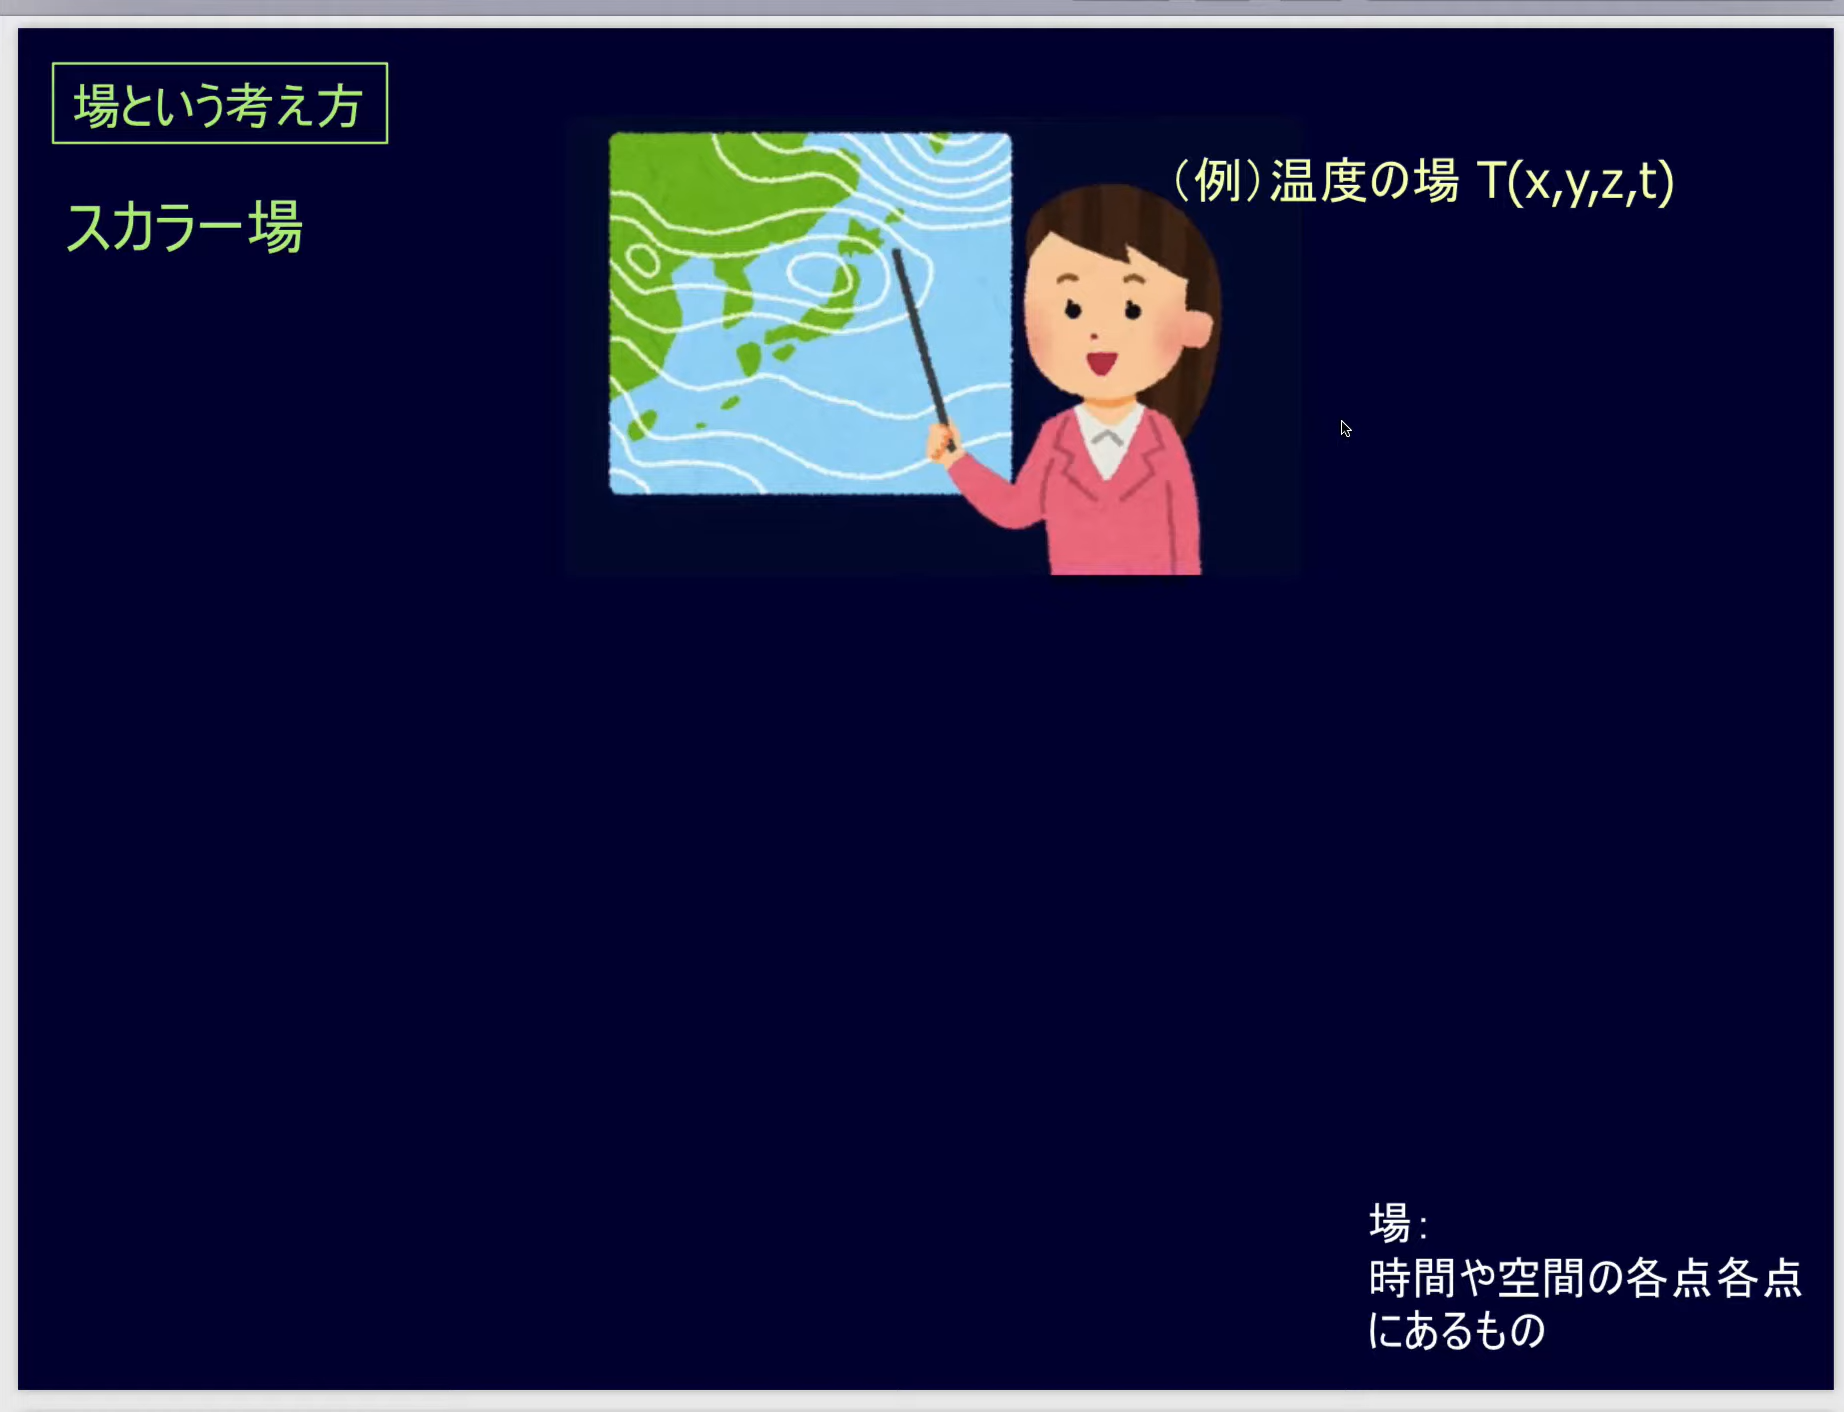 場という考え方
スカラー場
（例）温度の場 T(x,y,z,t)
場：
時間や空間の各点各点
にあるもの